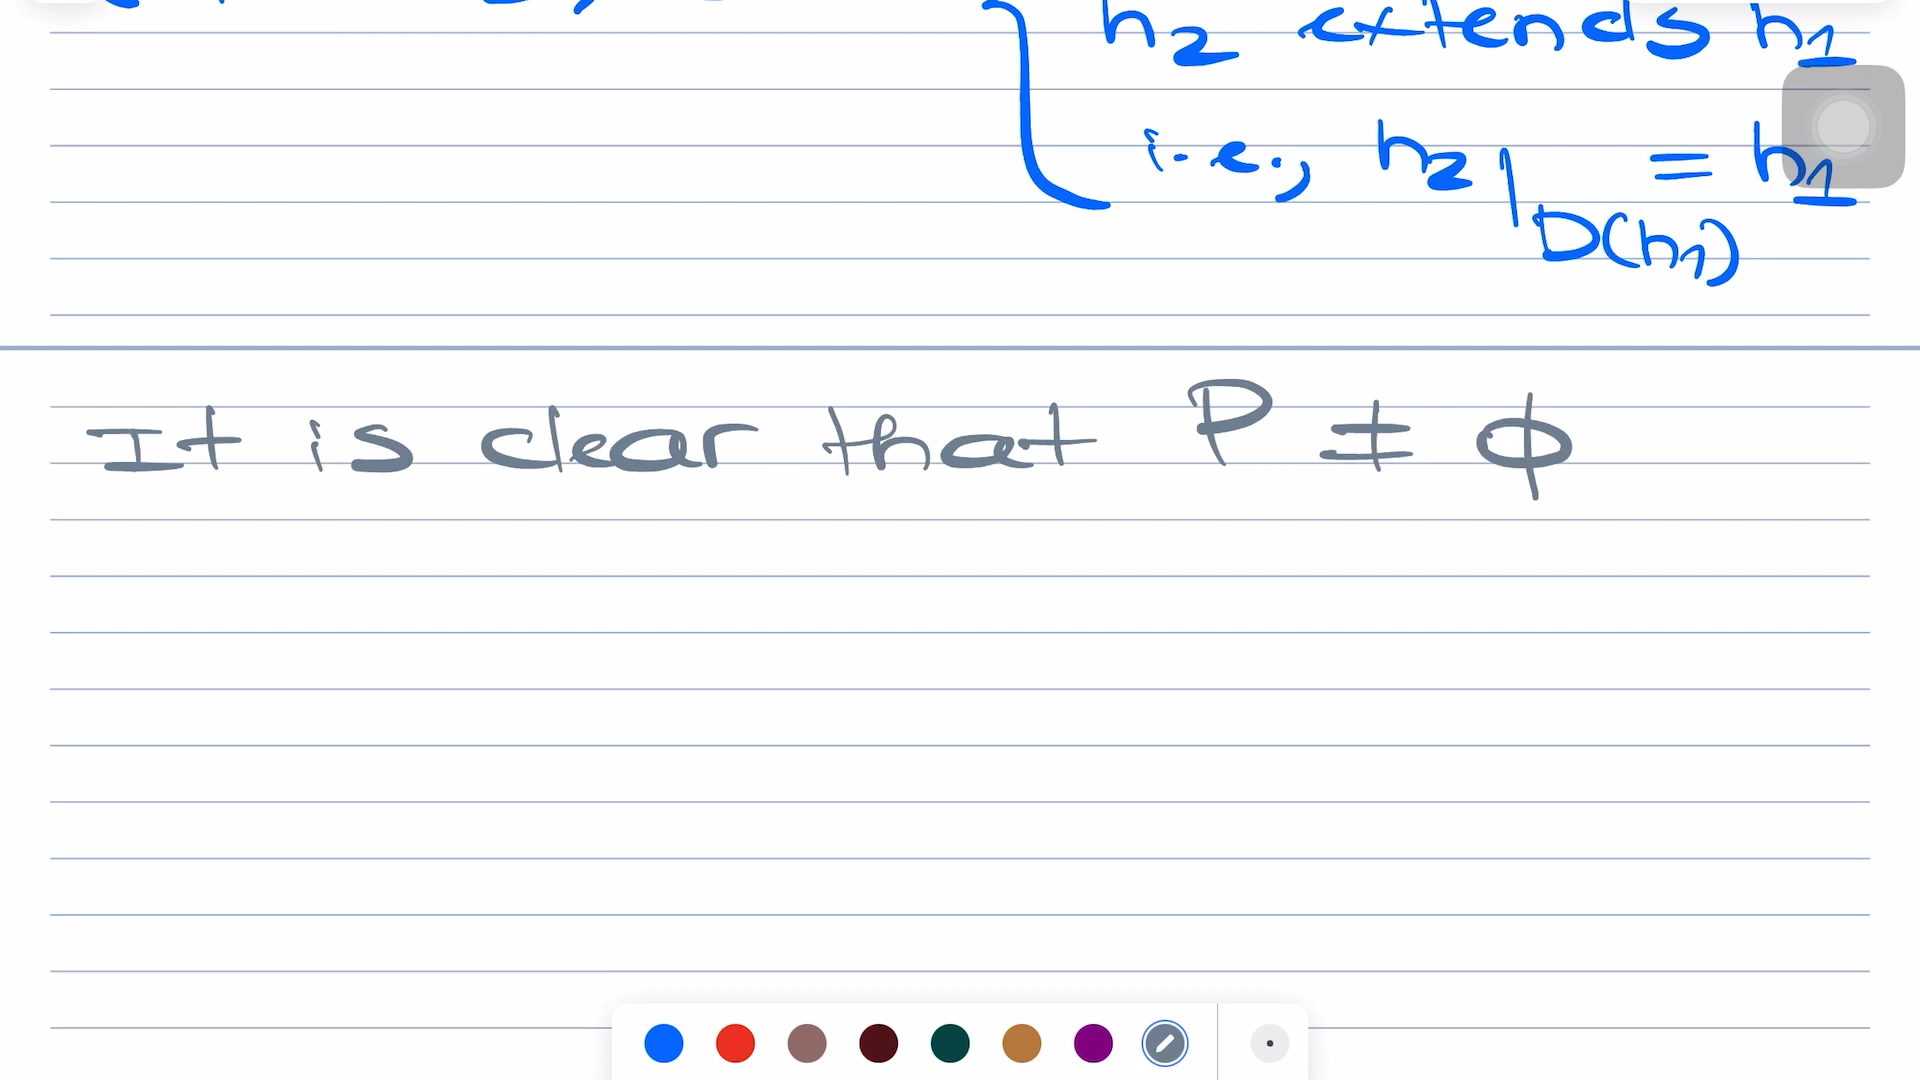 h₂ extends h₁
i.e., h₂|D(h₁) = h₁
It is clear that P ≠ ϕ